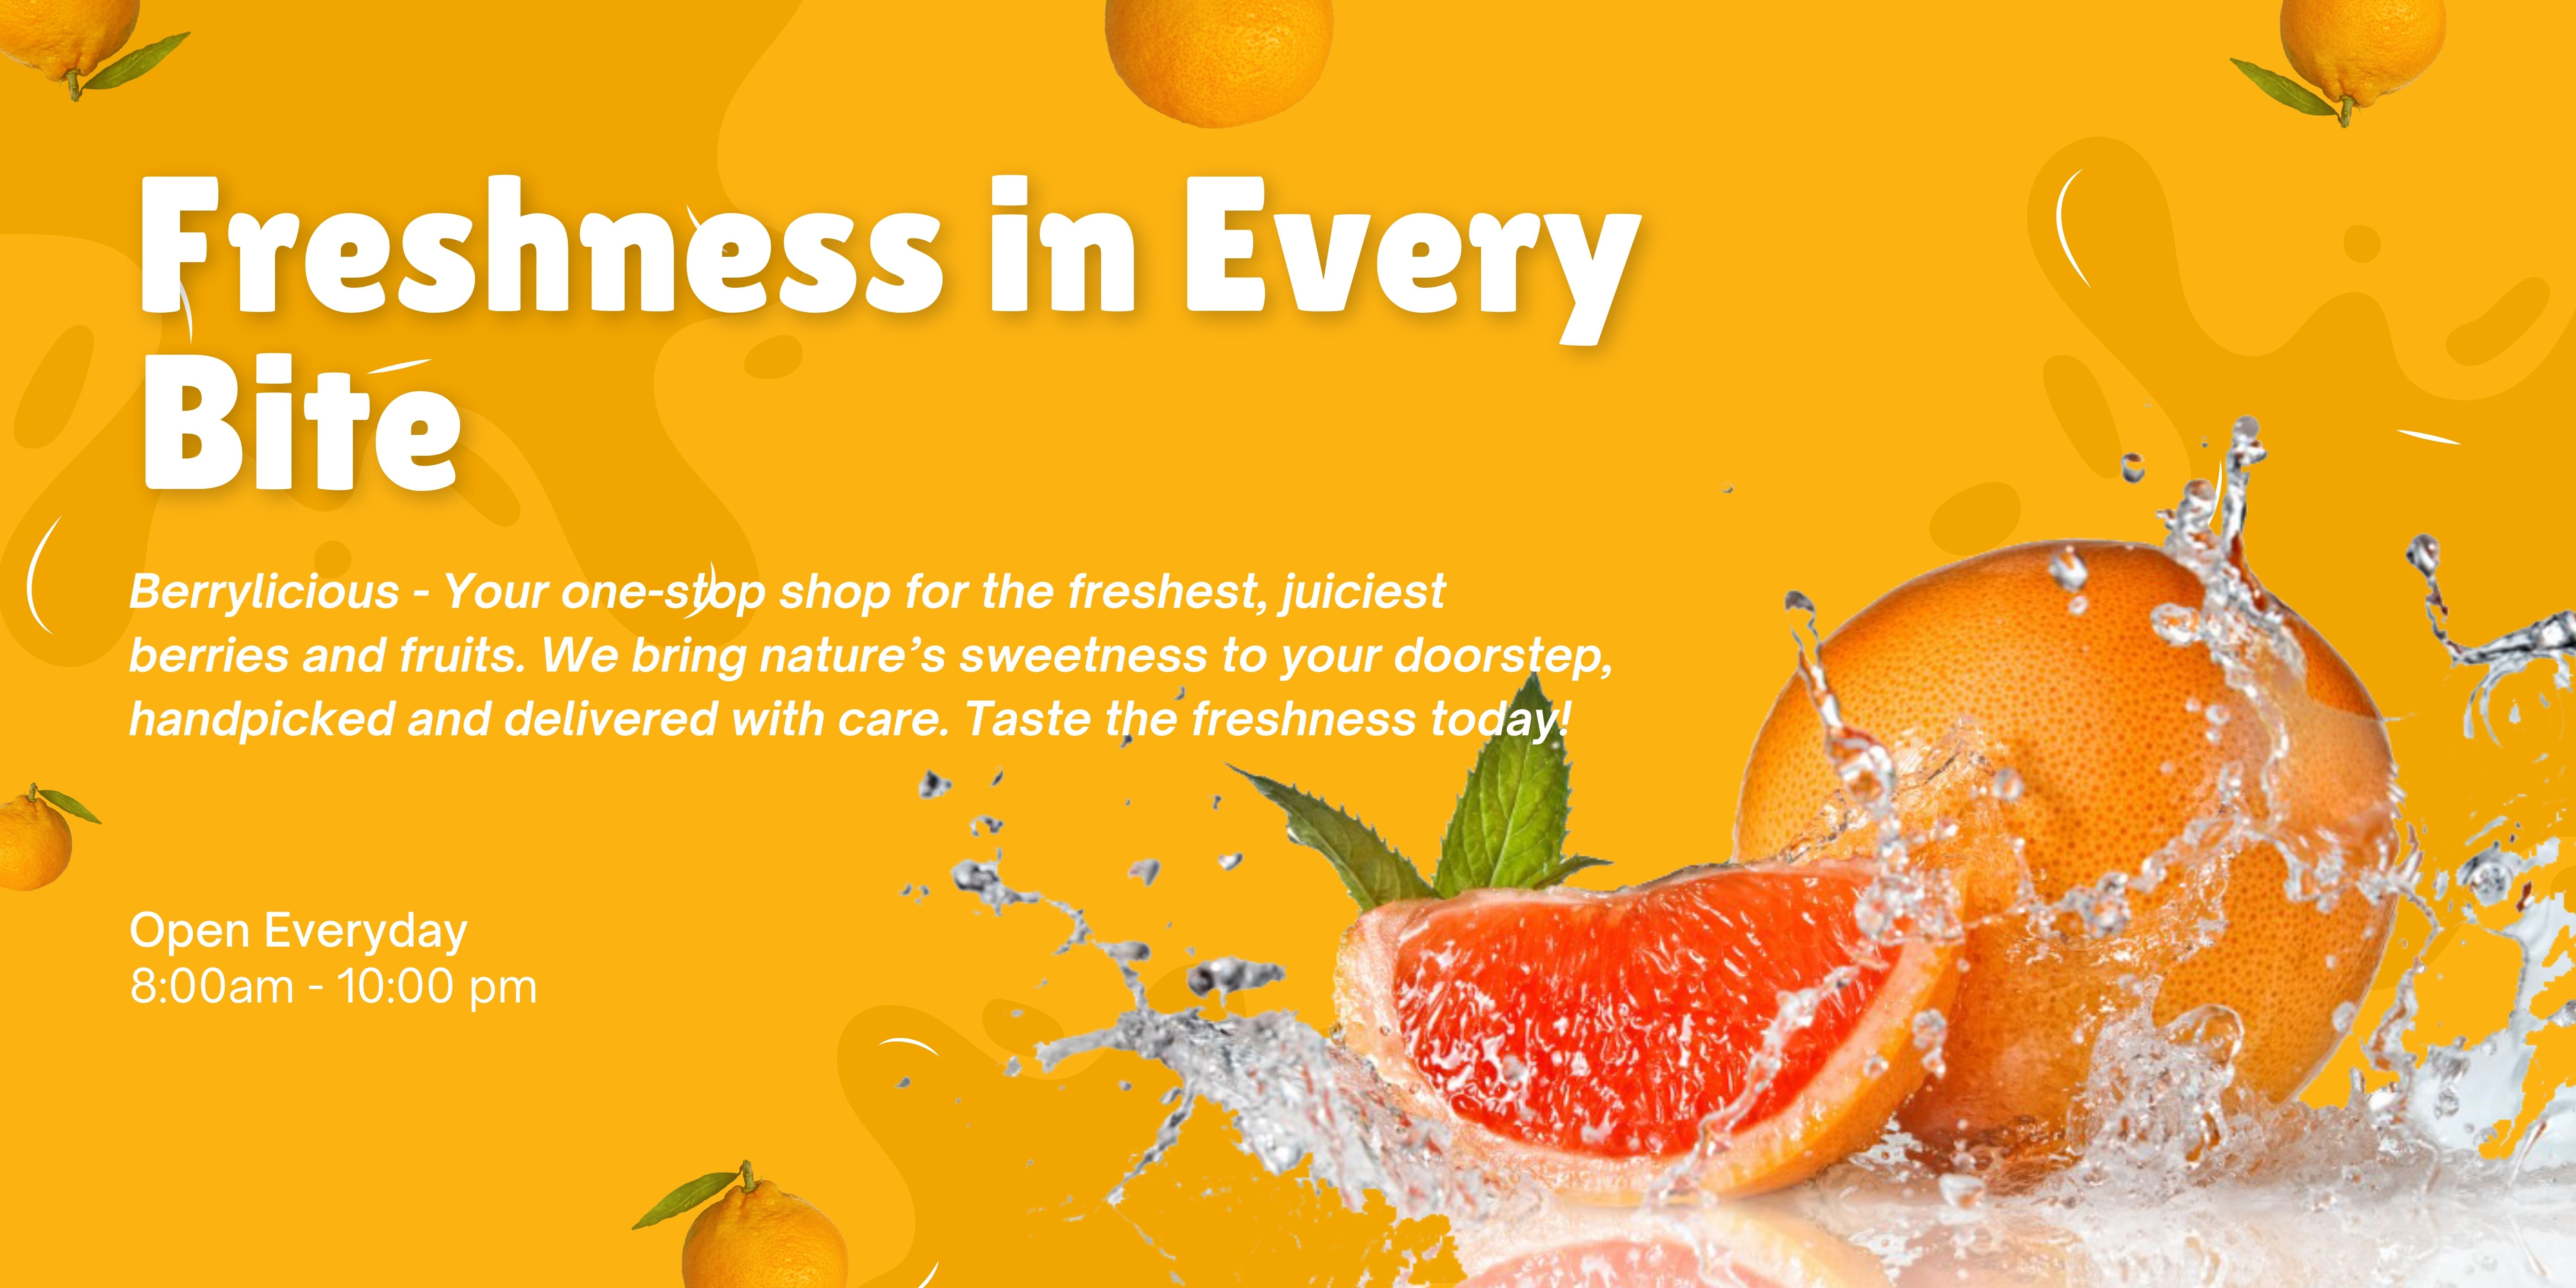 Freshness in Every
Bite
Berrylicious - Your one-stop shop for the freshest, juiciest
berries and fruits. We bring nature’s sweetness to your doorstep,
handpicked and delivered with care. Taste the freshness today!
Open Everyday
8:00am - 10:00 pm